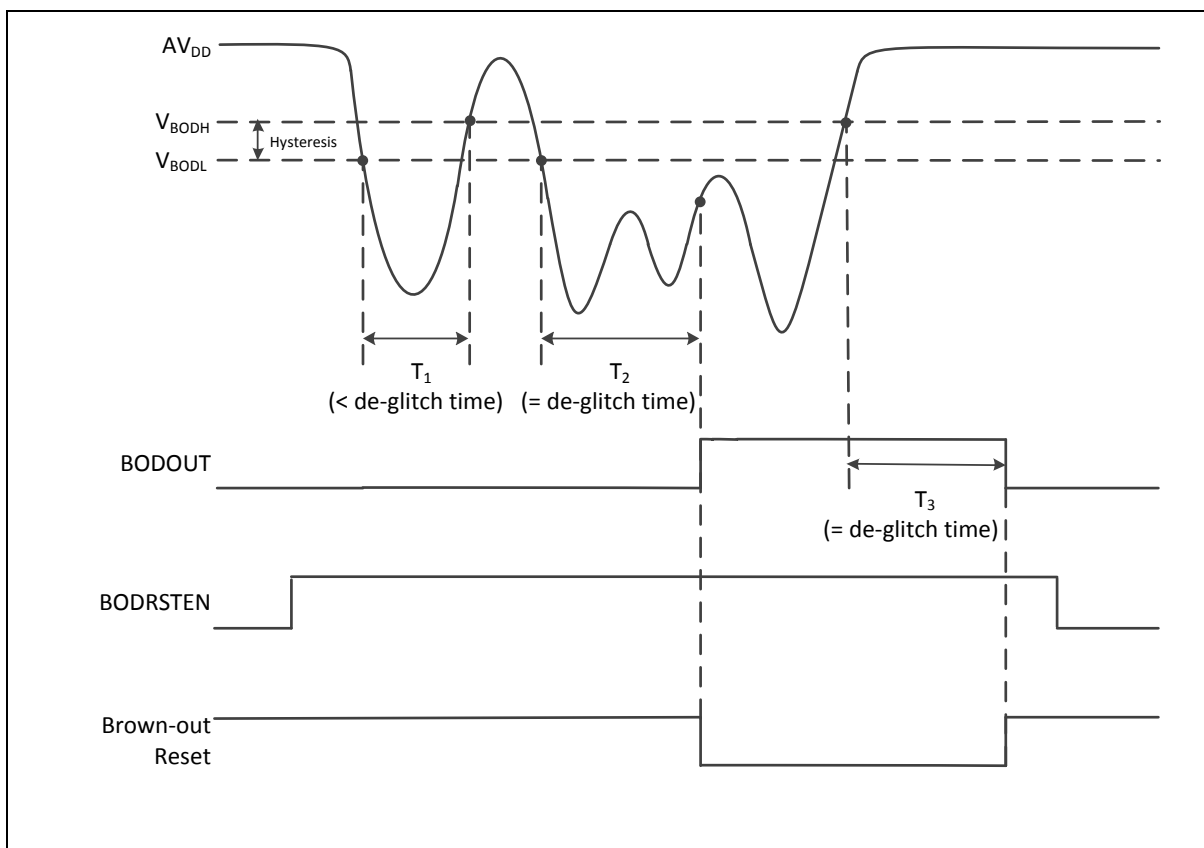 AVDD
VBODH
Hysteresis
VBODL
T1
(< de-glitch time)
T2
(= de-glitch time)
BODOUT
T3
(= de-glitch time)
BODRSTEN
Brown-out
Reset